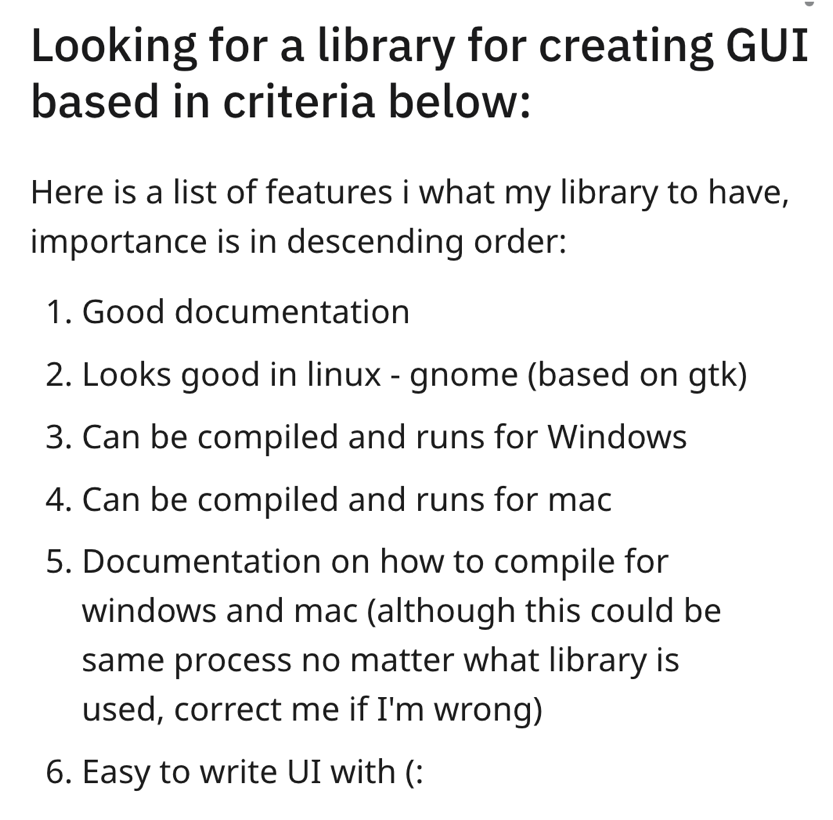 Looking for a library for creating GUI
based in criteria below:
Here is a list of features i what my library to have,
importance is in descending order:
1. Good documentation
2. Looks good in linux - gnome (based on gtk)
3. Can be compiled and runs for Windows
4. Can be compiled and runs for mac
5. Documentation on how to compile for
windows and mac (although this could be
same process no matter what library is
used, correct me if I'm wrong)
6. Easy to write UI with (: